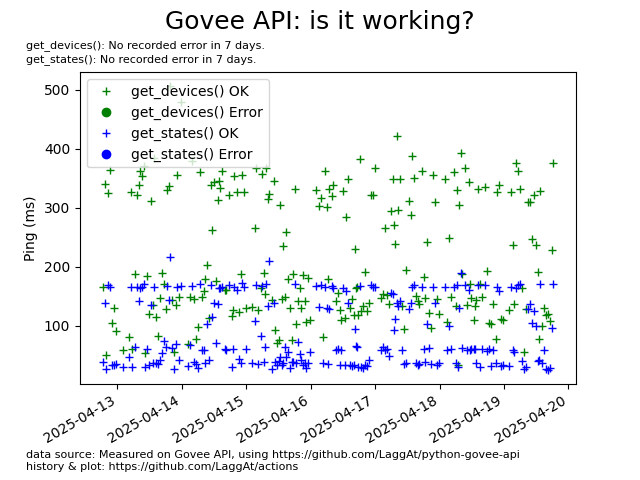 Govee API: is it working?
get_devices(): No recorded error in 7 days.
get_states(): No recorded error in 7 days.
500
400
300
200
100
Ping (ms)
get_devices() OK
get_devices() Error
get_states() OK
get_states() Error
2025-04-13
2025-04-14
2025-04-15
2025-04-16
2025-04-17
2025-04-18
2025-04-19
2025-04-20
data source: Measured on Govee API, using https://github.com/LaggAt/python-govee-api
history & plot: https://github.com/LaggAt/actions